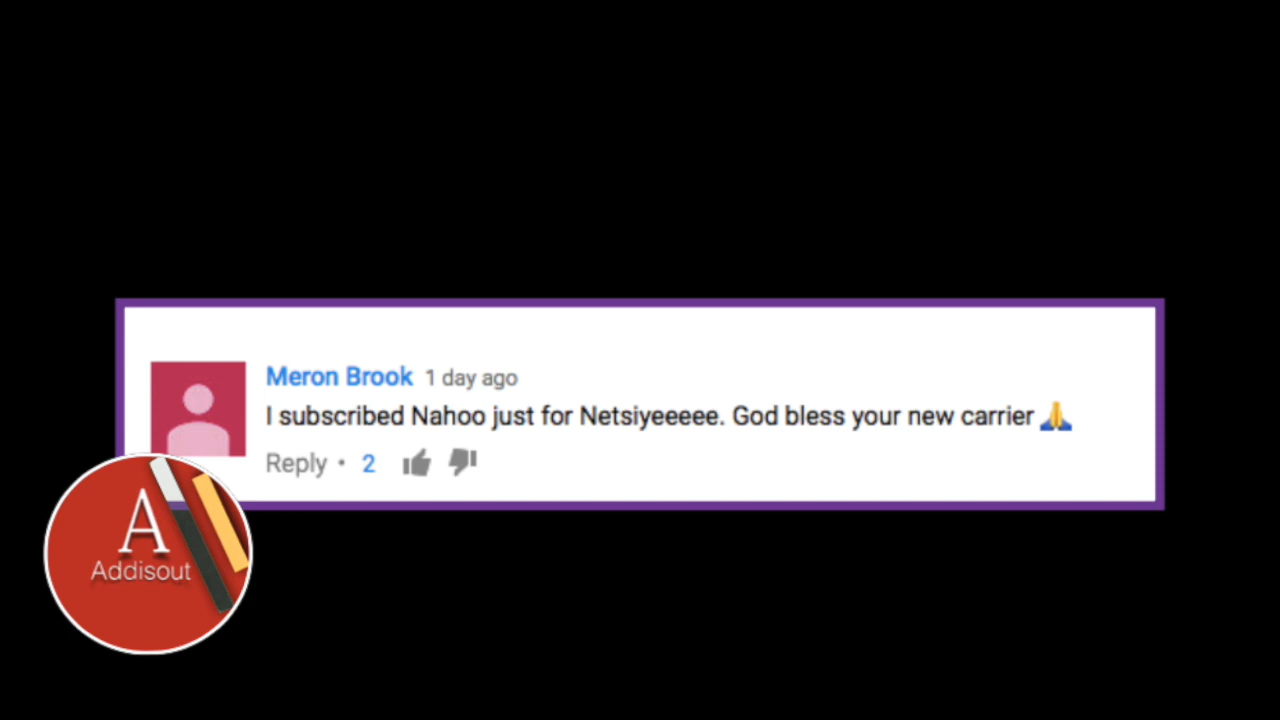 Meron Brook 1 day ago
I subscribed Nahoo just for Netsiyeeeee. God bless your new carrier 🙏
Reply • 2
A
Addisout